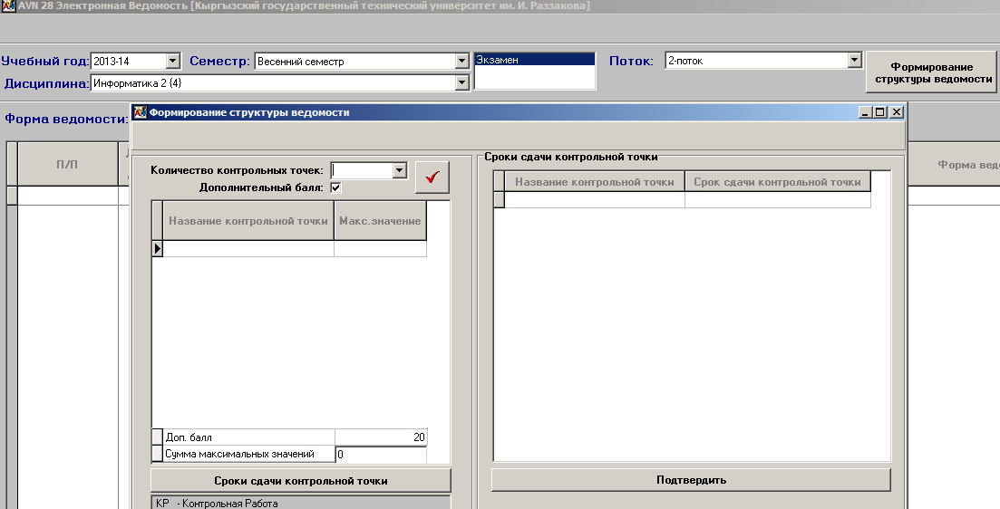 AVN 28 Электронная Ведомость [Кыргызский государственный технический университет им. И. Раззакова]
Учебный год: 2013-14 Семестр: Весенний семестр Экзамен Поток: 2-поток
Формирование структуры ведомости
Дисциплина: Информатика 2 {4}
Форма ведомости:
Формирование структуры ведомости
П/П
Форма вед
Количество контрольных точек:
Дополнительный балл:
Название контрольной точки Макс.значение
Доп. балл 20
Сумма максимальных значений 0
Сроки сдачи контрольной точки
КР - Контрольная Работа
Сроки сдачи контрольной точки
Название контрольной точки Срок сдачи контрольной точки
Подтвердить